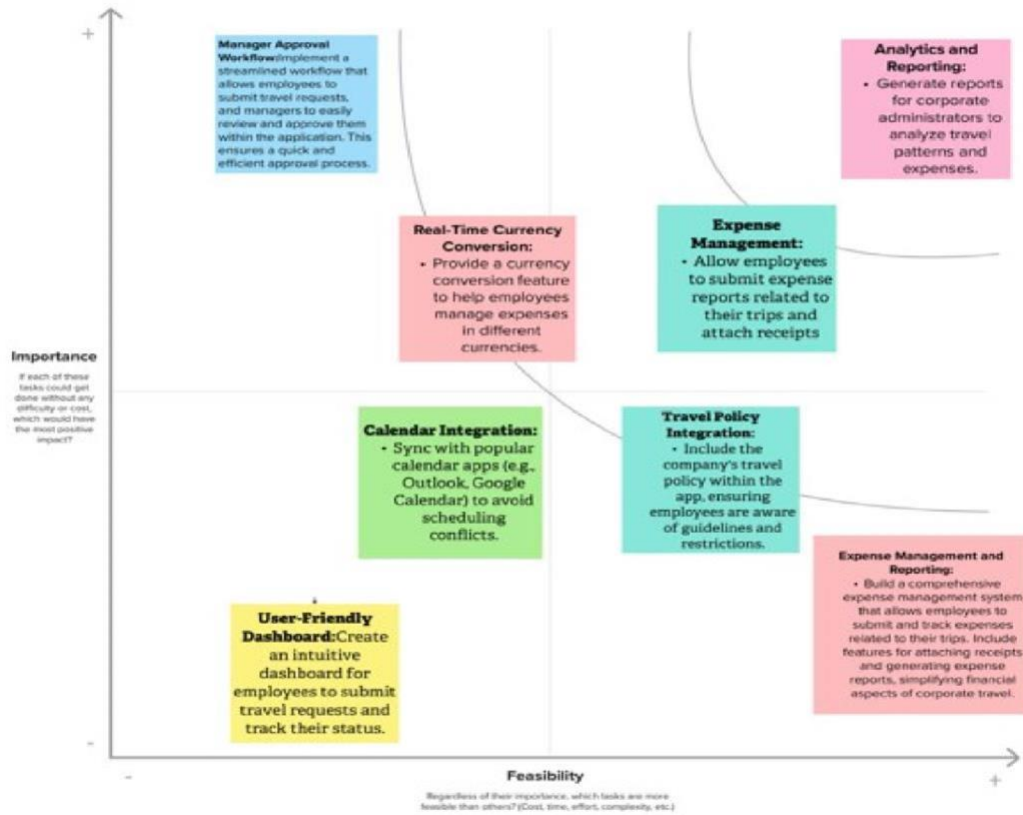 +
Manager Approval
Workflow:Implement a
streamlined workflow that
allows employees to
submit travel requests,
and managers to easily
review and approve them
within the application. This
ensures a quick and
efficient approval process.
Analytics and
Reporting:
• Generate reports
for corporate
administrators to
analyze travel
patterns and
expenses.
Real-Time Currency
Conversion:
• Provide a currency
conversion feature
to help employees
manage expenses
in different
currencies.
Expense
Management:
• Allow employees
to submit expense
reports related to
their trips and
attach receipts
Importance
If each of these
tasks could get
done without any
difficulty or cost,
which would have
the most positive
impact?
Calendar Integration:
• Sync with popular
calendar apps (e.g.,
Outlook, Google
Calendar) to avoid
scheduling
conflicts.
Travel Policy
Integration:
• Include the
company's travel
policy within the
app, ensuring
employees are aware
of guidelines and
restrictions.
Expense Management and
Reporting:
• Build a comprehensive
expense management system
that allows employees to
submit and track expenses
related to their trips. Include
features for attaching receipts
and generating expense
reports, simplifying financial
aspects of corporate travel.
User-Friendly
Dashboard:Create
an intuitive
dashboard for
employees to submit
travel requests and
track their status.
-
-
Feasibility
+
Regardless of their importance, which tasks are more
feasible than others? (Cost, time, effort, complexity, etc.)